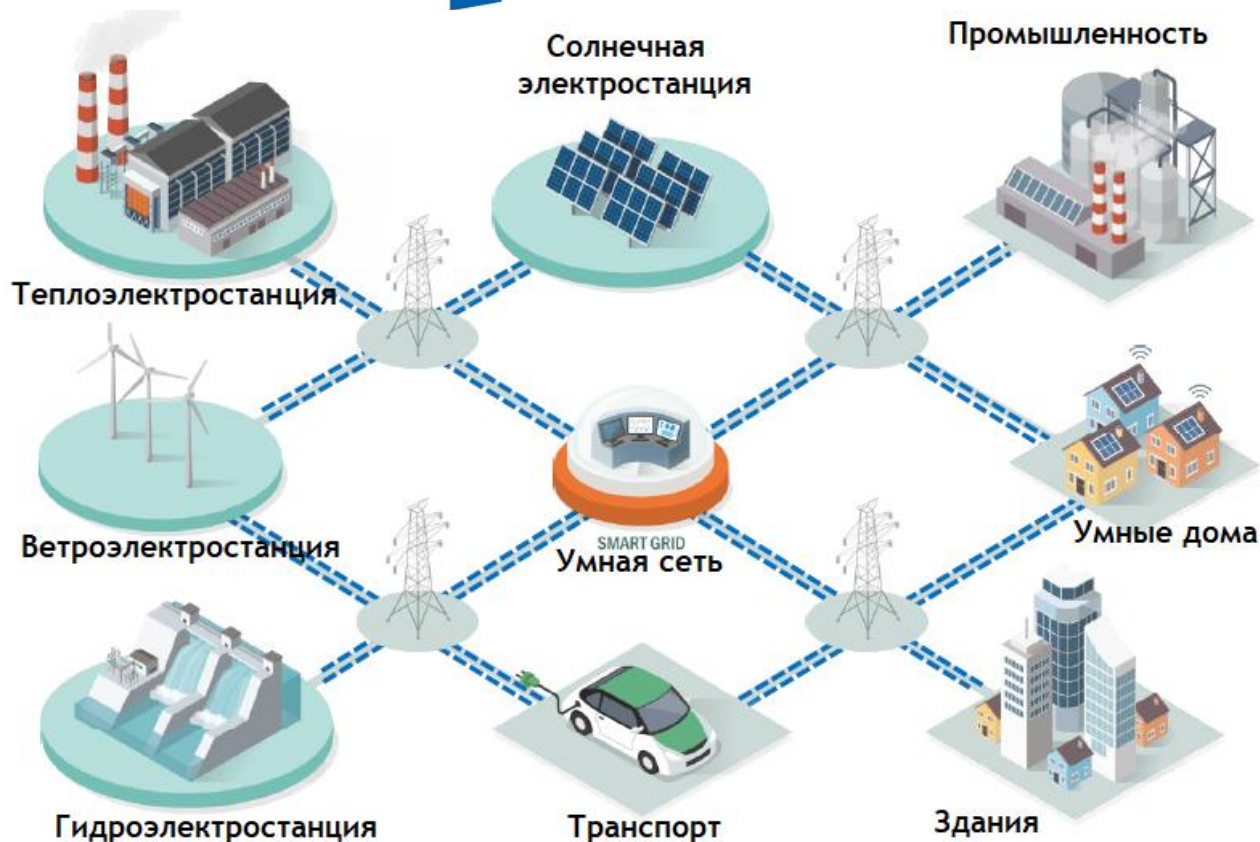 Солнечная
электростанция
Промышленность
Теплоэлектростанция
Ветроэлектростанция
SMART GRID
Умная сеть
Умные дома
Гидроэлектростанция
Транспорт
Здания